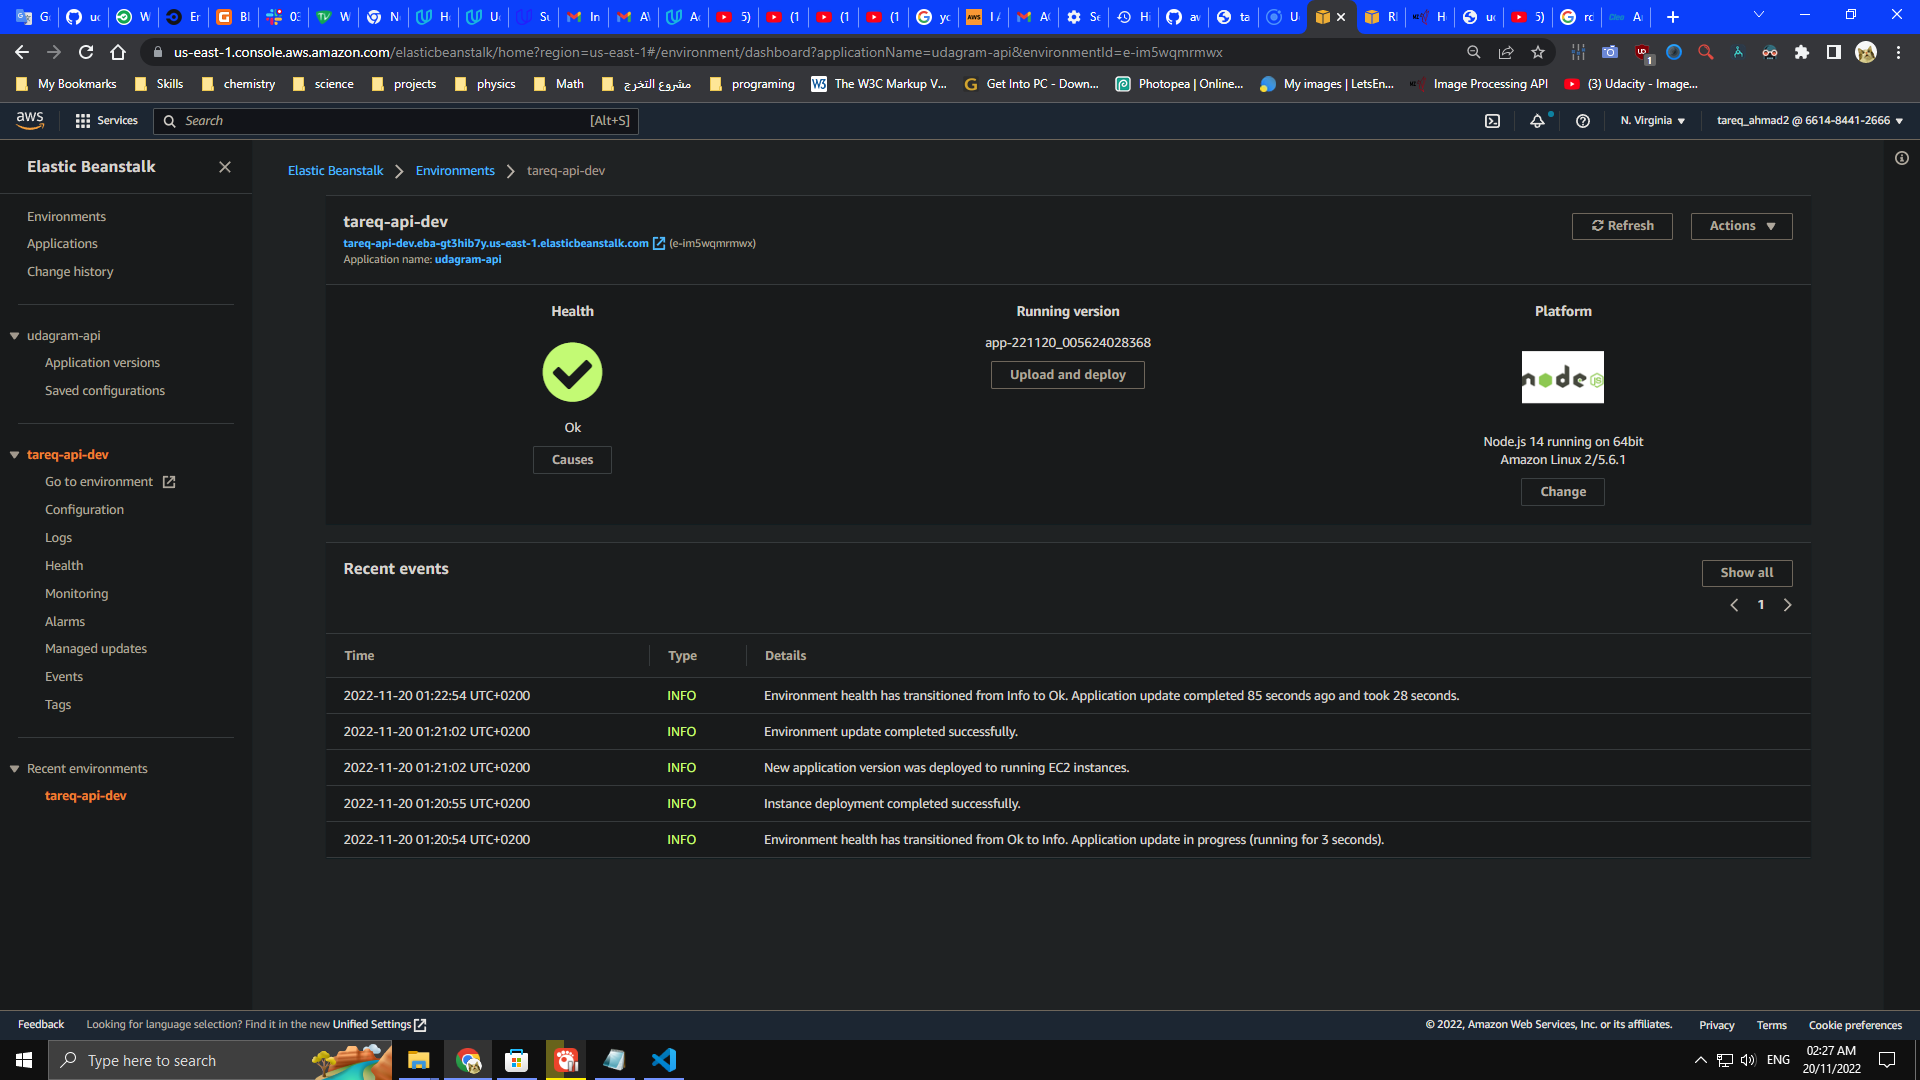 us-east-1.console.aws.amazon.com/elasticbeanstalk/home?region=us-east-1#/environment/dashboard?applicationName=udagram-api&environmentId=e-im5wqmrmwx
My Bookmarks Skills chemistry science projects physics Math مشروع التخرج programing The W3C Markup V... Get Into PC - Down... Photopea | Online... My images | LetsEn... Image Processing API (3) Udacity - Image...
aws Services Search [Alt+S] N. Virginia tareq_ahmad2 @ 6614-8441-2666
Elastic Beanstalk
Environments
Applications
Change history
udagram-api
Application versions
Saved configurations
tareq-api-dev
Go to environment
Configuration
Logs
Health
Monitoring
Alarms
Managed updates
Events
Tags
Recent environments
tareq-api-dev
Elastic Beanstalk Environments tareq-api-dev
tareq-api-dev
tareq-api-dev.eba-gt3hib7y.us-east-1.elasticbeanstalk.com (e-im5wqmrmwx)
Application name: udagram-api
Refresh Actions
Health
Ok
Causes
Running version
app-221120_005624028368
Upload and deploy
Platform
node JS
Node.js 14 running on 64bit
Amazon Linux 2/5.6.1
Change
Recent events
Show all
1
Time Type Details
2022-11-20 01:22:54 UTC+0200 INFO Environment health has transitioned from Info to Ok. Application update completed 85 seconds ago and took 28 seconds.
2022-11-20 01:21:02 UTC+0200 INFO Environment update completed successfully.
2022-11-20 01:21:02 UTC+0200 INFO New application version was deployed to running EC2 instances.
2022-11-20 01:20:55 UTC+0200 INFO Instance deployment completed successfully.
2022-11-20 01:20:54 UTC+0200 INFO Environment health has transitioned from Ok to Info. Application update in progress (running for 3 seconds).
Feedback Looking for language selection? Find it in the new Unified Settings © 2022, Amazon Web Services, Inc. or its affiliates. Privacy Terms Cookie preferences
Type here to search ENG 02:27 AM
20/11/2022